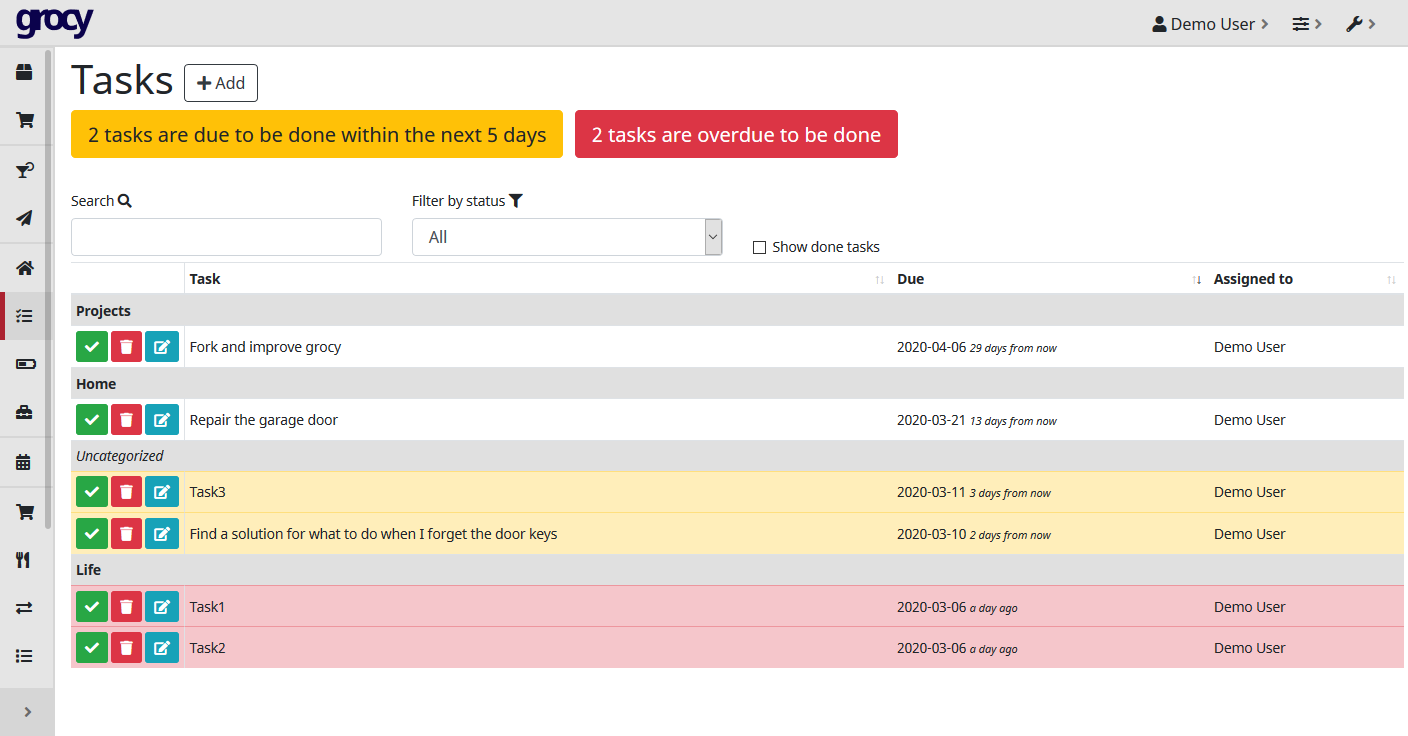 grocy
Demo User
Tasks
Add
2 tasks are due to be done within the next 5 days
2 tasks are overdue to be done
Search
Filter by status
All
Show done tasks
Task Due Assigned to
Projects
Fork and improve grocy 2020-04-06 29 days from now Demo User
Home
Repair the garage door 2020-03-21 13 days from now Demo User
Uncategorized
Task3 2020-03-11 3 days from now Demo User
Find a solution for what to do when I forget the door keys 2020-03-10 2 days from now Demo User
Life
Task1 2020-03-06 a day ago Demo User
Task2 2020-03-06 a day ago Demo User